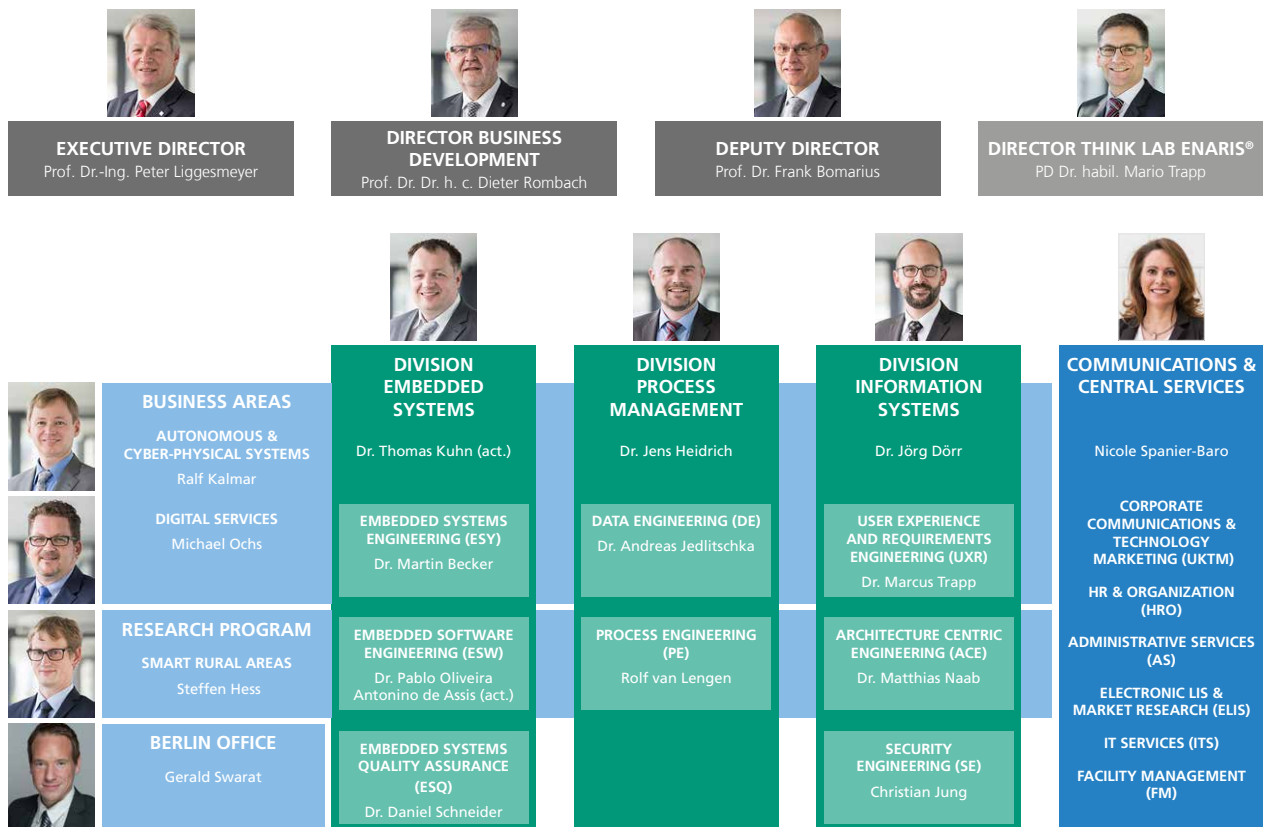 EXECUTIVE DIRECTOR
Prof. Dr.-Ing. Peter Liggesmeyer
DIRECTOR BUSINESS
DEVELOPMENT
Prof. Dr. Dr. h. c. Dieter Rombach
DEPUTY DIRECTOR
Prof. Dr. Frank Bomarius
DIRECTOR THINK LAB ENARIS®
PD Dr. habil. Mario Trapp
BUSINESS AREAS
AUTONOMOUS &
CYBER-PHYSICAL SYSTEMS
Ralf Kalmar
DIGITAL SERVICES
Michael Ochs
RESEARCH PROGRAM
SMART RURAL AREAS
Steffen Hess
BERLIN OFFICE
Gerald Swarat
DIVISION
EMBEDDED
SYSTEMS
Dr. Thomas Kuhn (act.)
EMBEDDED SYSTEMS
ENGINEERING (ESY)
Dr. Martin Becker
EMBEDDED SOFTWARE
ENGINEERING (ESW)
Dr. Pablo Oliveira
Antonino de Assis (act.)
EMBEDDED SYSTEMS
QUALITY ASSURANCE
(ESQ)
Dr. Daniel Schneider
DIVISION
PROCESS
MANAGEMENT
Dr. Jens Heidrich
DATA ENGINEERING (DE)
Dr. Andreas Jedlitschka
PROCESS ENGINEERING
(PE)
Rolf van Lengen
DIVISION
INFORMATION
SYSTEMS
Dr. Jörg Dörr
USER EXPERIENCE
AND REQUIREMENTS
ENGINEERING (UXR)
Dr. Marcus Trapp
ARCHITECTURE CENTRIC
ENGINEERING (ACE)
Dr. Matthias Naab
SECURITY
ENGINEERING (SE)
Christian Jung
COMMUNICATIONS &
CENTRAL SERVICES
Nicole Spanier-Baro
CORPORATE
COMMUNICATIONS &
TECHNOLOGY
MARKETING (UKTM)
HR & ORGANIZATION
(HRO)
ADMINISTRATIVE SERVICES
(AS)
ELECTRONIC LIS &
MARKET RESEARCH (ELIS)
IT SERVICES (ITS)
FACILITY MANAGEMENT
(FM)